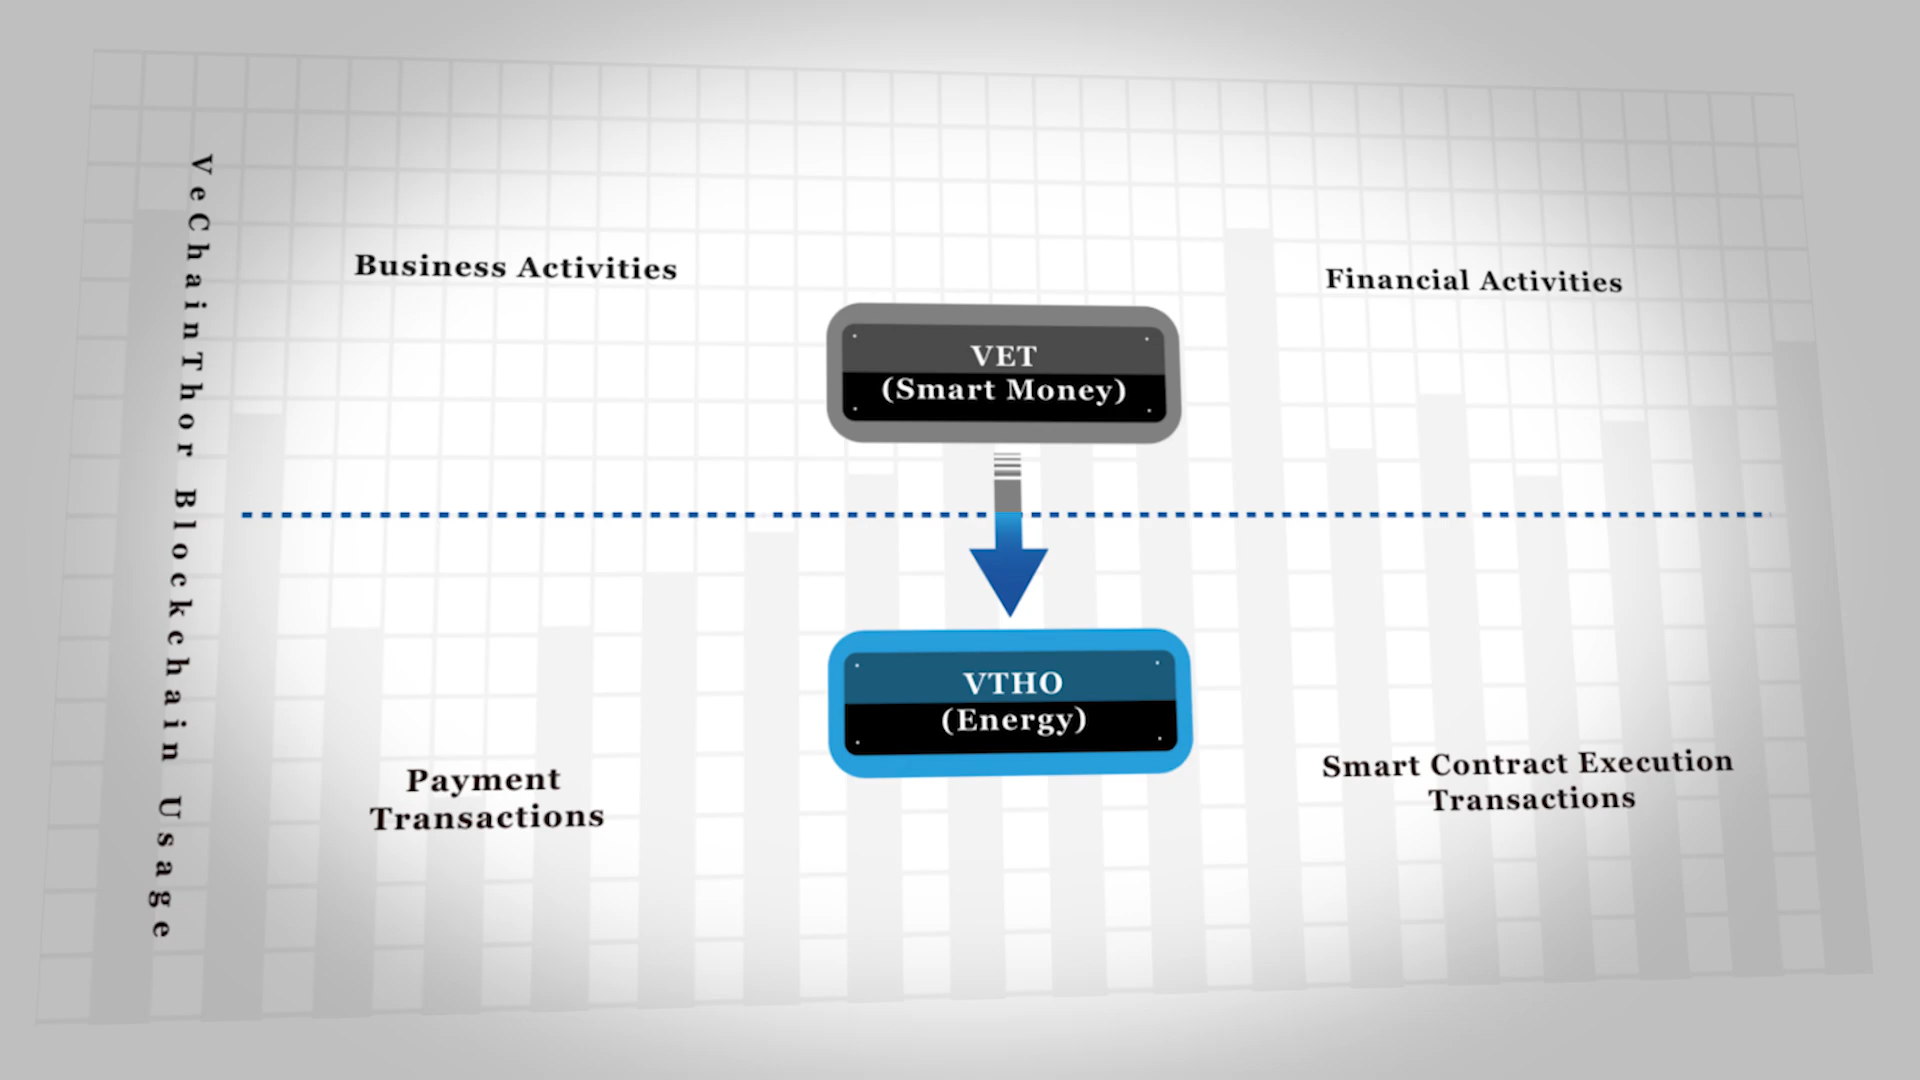 VeChainThor Blockchain Usage
Business Activities
Financial Activities
VET
(Smart Money)
VTHO
(Energy)
Payment
Transactions
Smart Contract Execution
Transactions